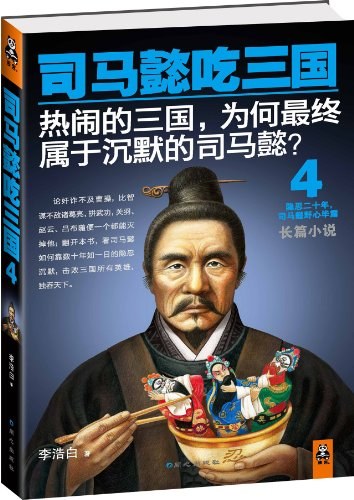 司马懿吃三国
热闹的三国，为何最终
属于沉默的司马懿？
4
隐忍二十年，
司马懿野心毕露
长篇小说
论奸诈不及曹操，比智
谋不敌诸葛亮，拼武功，关羽、
赵云、吕布随便一个都能灭
掉他；翻开本书，看司马懿
如何靠数十年如一日的隐忍
沉默，击败三国所有英雄，
独吞天下。
李浩白 著
忍
司马懿吃三国
4
李浩白 著